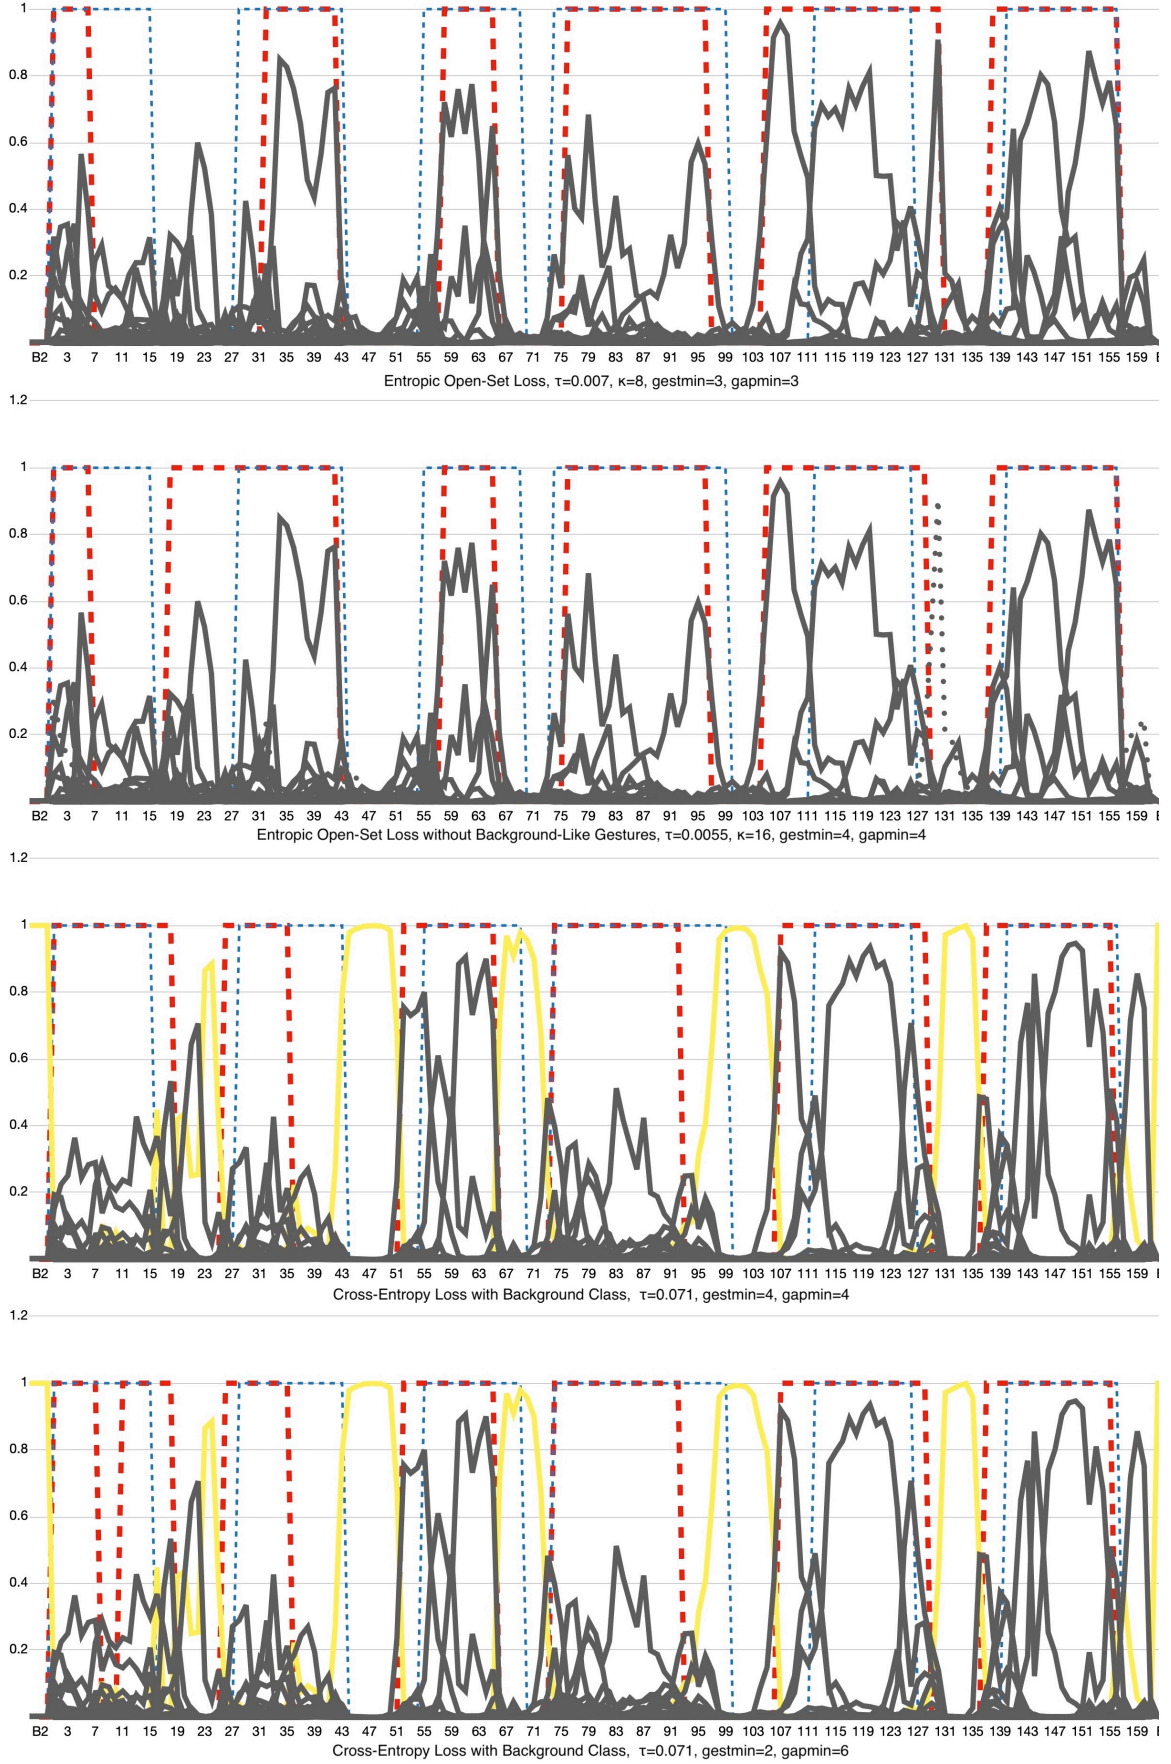 1
0.8
0.6
0.4
0.2
B2 3 7 11 15 19 23 27 31 35 39 43 47 51 55 59 63 67 71 75 79 83 87 91 95 99 103 107 111 115 119 123 127 131 135 139 143 147 151 155 159
Entropic Open-Set Loss, τ=0.007, κ=8, gestmin=3, gapmin=3
1.2
1
0.8
0.6
0.4
0.2
B2 3 7 11 15 19 23 27 31 35 39 43 47 51 55 59 63 67 71 75 79 83 87 91 95 99 103 107 111 115 119 123 127 131 135 139 143 147 151 155 159
Entropic Open-Set Loss without Background-Like Gestures, τ=0.0055, κ=16, gestmin=4, gapmin=4
1.2
1
0.8
0.6
0.4
0.2
B2 3 7 11 15 19 23 27 31 35 39 43 47 51 55 59 63 67 71 75 79 83 87 91 95 99 103 107 111 115 119 123 127 131 135 139 143 147 151 155 159
Cross-Entropy Loss with Background Class, τ=0.071, gestmin=4, gapmin=4
1.2
1
0.8
0.6
0.4
0.2
B2 3 7 11 15 19 23 27 31 35 39 43 47 51 55 59 63 67 71 75 79 83 87 91 95 99 103 107 111 115 119 123 127 131 135 139 143 147 151 155 159
Cross-Entropy Loss with Background Class, τ=0.071, gestmin=2, gapmin=6